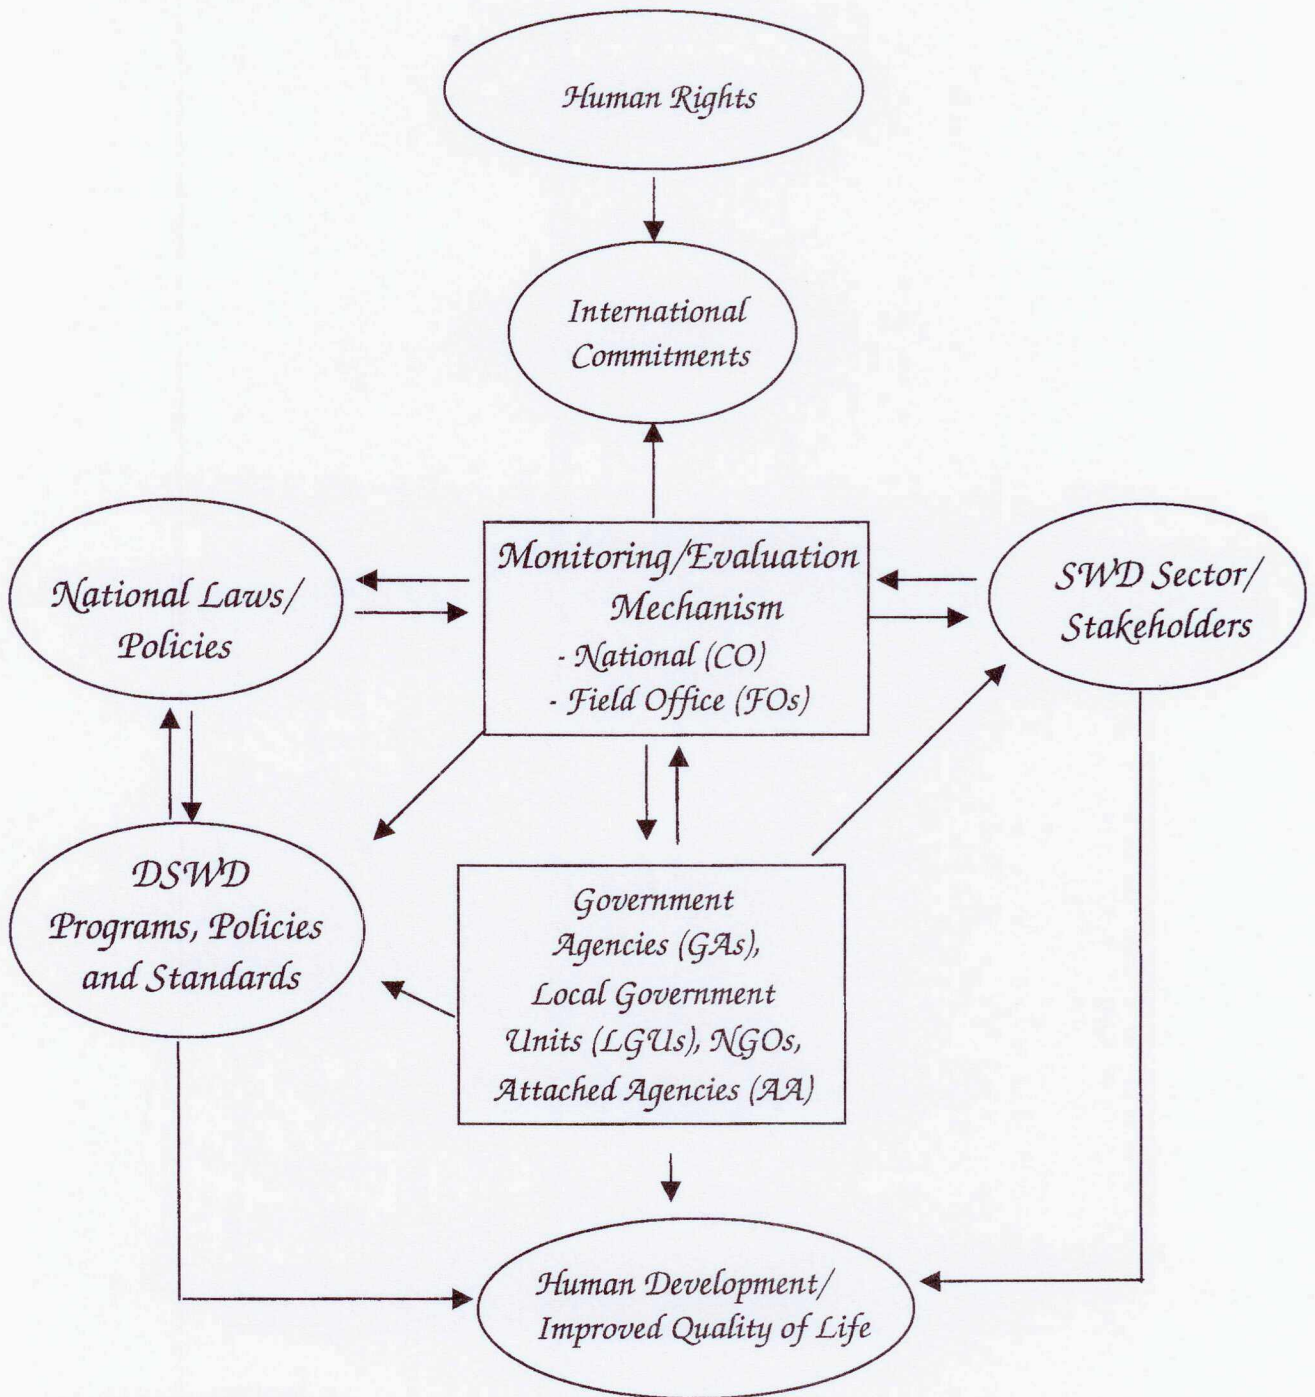 Human Rights
International
Commitments
Monitoring/Evaluation
Mechanism
- National (CO)
- Field Office (FOs)
National Laws/
Policies
SWD Sector/
Stakeholders
DSWD
Programs, Policies
and Standards
Government
Agencies (GAs),
Local Government
Units (LGUs), NGOs,
Attached Agencies (AA)
Human Development/
Improved Quality of Life